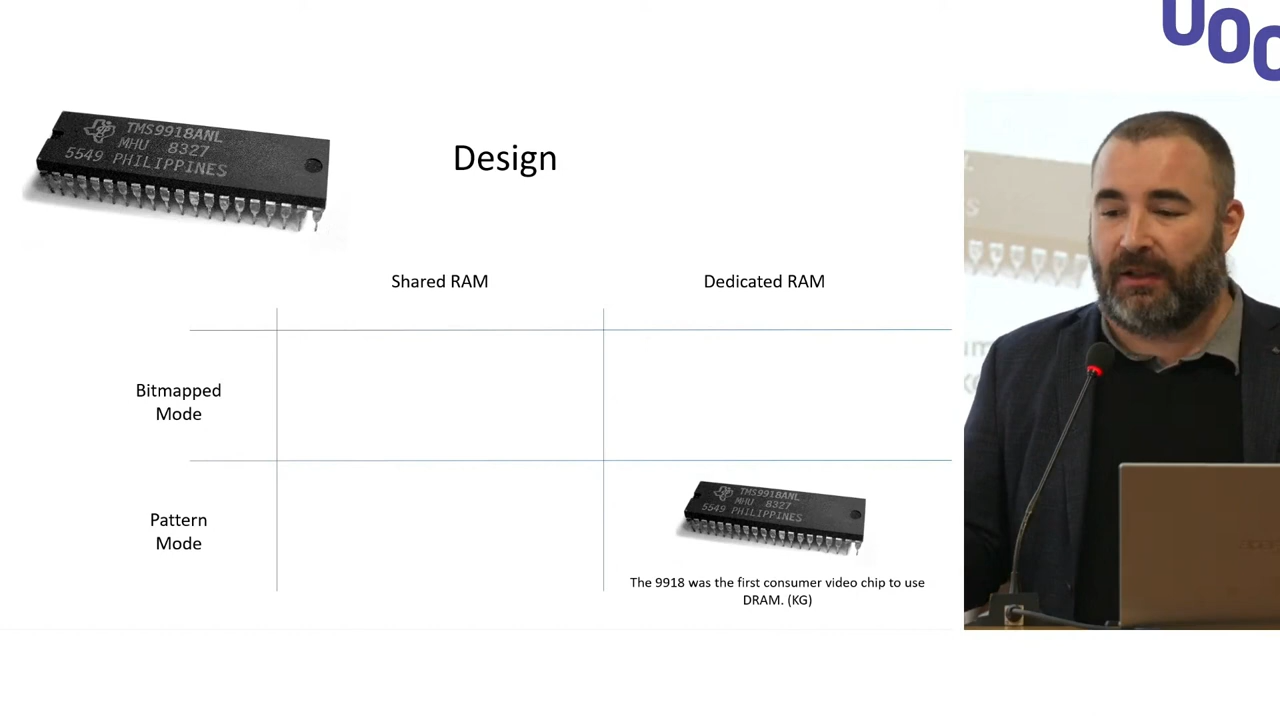 UOC
TMS9918ANL
MHU 8327
5549 PHILIPPINES
Design
Shared RAM
Dedicated RAM
Bitmapped
Mode
Pattern
Mode
TMS9918ANL
MHU 8327
5549 PHILIPPINES
The 9918 was the first consumer video chip to use
DRAM. (KG)